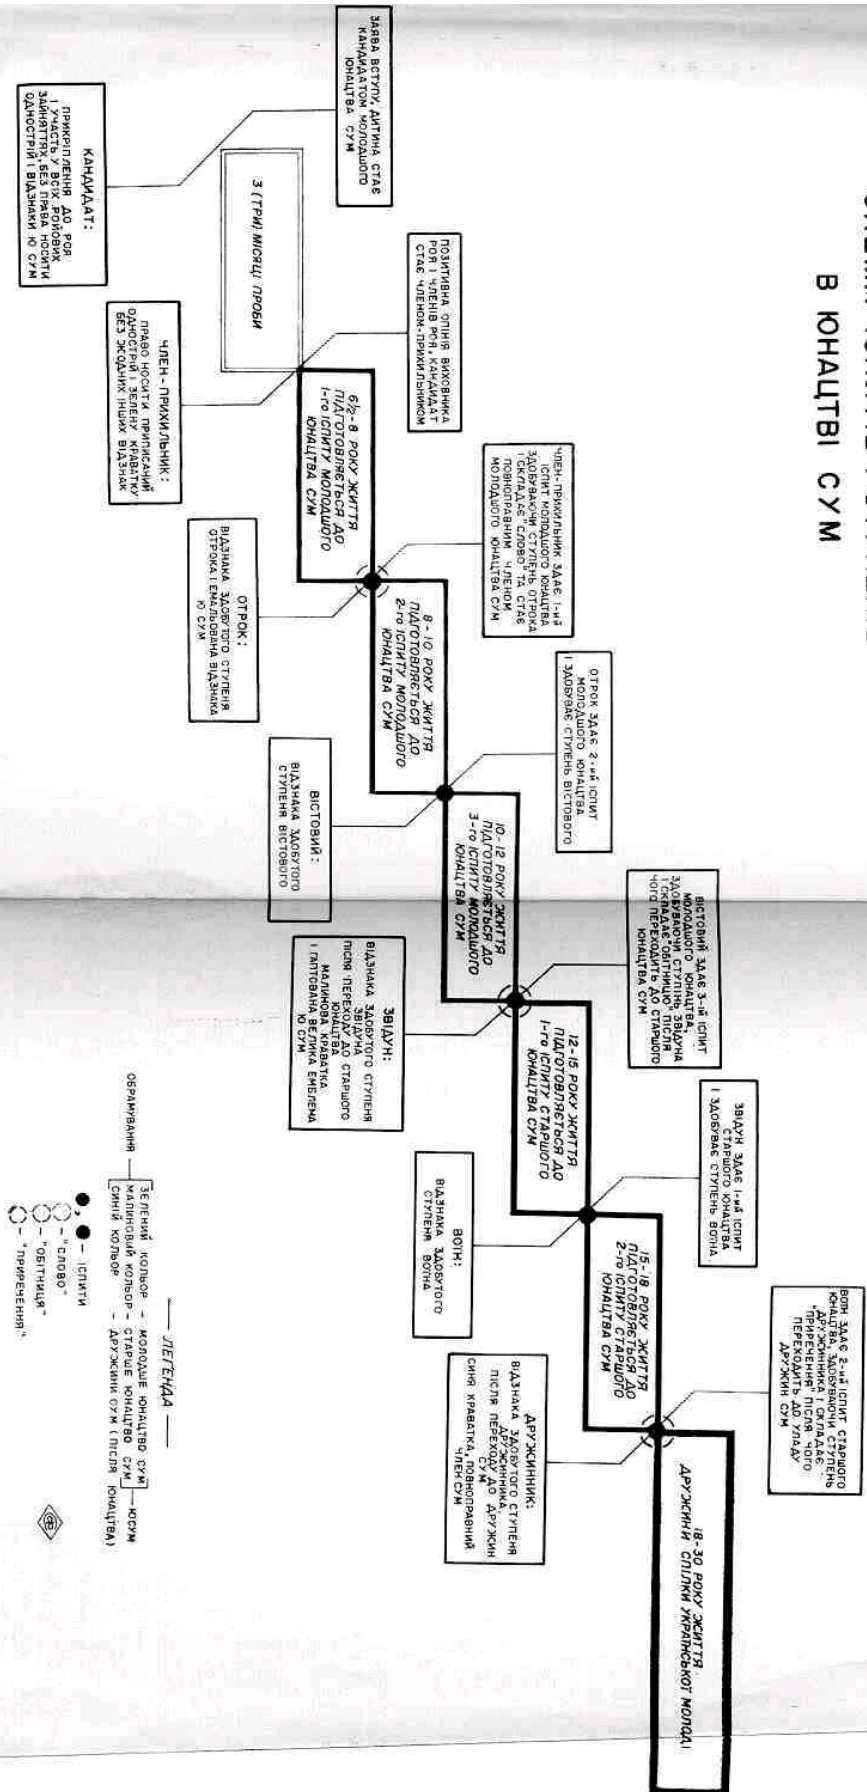 В ЮНАЦТВІ СУМ
ЗАЯВА ВСТУПУ, ДИТИНА СТАЄ
КАНДИДАТОМ МОЛОДШОГО
ЮНАЦТВА СУМ
КАНДИДАТ:
ПРИКРІПЛЕННЯ ДО РОЯ
І УЧАСТЬ У ВСІХ РОЙОВИХ
ЗАЙНЯТТЯХ, БЕЗ ПРАВА НОСИТИ
ОДНОСТРІЙ І ВІДЗНАКИ Ю СУМ
3 (ТРИ) МІСЯЦІ ПРОБИ
ПОЗИТИВНА ОПІНІЯ ВИХОВНИКА
РОЯ І ЧЛЕНІВ РОЯ, КАНДИДАТ
СТАЄ ЧЛЕНОМ-ПРИХИЛЬНИКОМ
ЧЛЕН-ПРИХИЛЬНИК:
ПРАВО НОСИТИ ПРИПИСАНИЙ
ОДНОСТРІЙ І ЗЕЛЕНУ КРАВАТКУ
БЕЗ ЖОДНИХ ІНШИХ ВІДЗНАК
6½-8 РОКУ ЖИТТЯ
ПІДГОТОВЛЯЄТЬСЯ ДО
1-го ІСПИТУ МОЛОДШОГО
ЮНАЦТВА СУМ
ЧЛЕН-ПРИХИЛЬНИК ЗДАЄ 1-ий
ІСПИТ МОЛОДШОГО ЮНАЦТВА
ЗДОБУВАЮЧИ СТУПЕНЬ ОТРОКА
І СКЛАДАЄ "СЛОВО" ТА СТАЄ
ПОВНОПРАВНИМ ЧЛЕНОМ
МОЛОДШОГО ЮНАЦТВА СУМ
ОТРОК:
ВІДЗНАКА ЗДОБУТОГО СТУПЕНЯ
ОТРОКА І ЕМАЛЬОВАНА ВІДЗНАКА
Ю СУМ
8-10 РОКУ ЖИТТЯ
ПІДГОТОВЛЯЄТЬСЯ ДО
2-го ІСПИТУ МОЛОДШОГО
ЮНАЦТВА СУМ
ОТРОК ЗДАЄ 2-ий ІСПИТ
МОЛОДШОГО ЮНАЦТВА
І ЗДОБУВАЄ СТУПЕНЬ ВІСТОВОГО
ВІСТОВИЙ:
ВІДЗНАКА ЗДОБУТОГО
СТУПЕНЯ ВІСТОВОГО
10-12 РОКУ ЖИТТЯ
ПІДГОТОВЛЯЄТЬСЯ ДО
3-го ІСПИТУ МОЛОДШОГО
ЮНАЦТВА СУМ
ВІСТОВИЙ ЗДАЄ 3-ій ІСПИТ
МОЛОДШОГО ЮНАЦТВА,
ЗДОБУВАЮЧИ СТУПІНЬ ЗВІДУНА
І СКЛАДАЄ "ОБІТНИЦЮ" ПІСЛЯ
ЧОГО ПЕРЕХОДИТЬ ДО СТАРШОГО
ЮНАЦТВА СУМ
ЗВІДУН:
ВІДЗНАКА ЗДОБУТОГО СТУПЕНЯ
ЗВІДУНА
ПІСЛЯ ПЕРЕХОДУ ДО СТАРШОГО
ЮНАЦТВА
МАЛИНОВА КРАВАТКА
І ГАПТОВАНА ВЕЛИКА ЕМБЛЕМА
Ю СУМ
12-15 РОКУ ЖИТТЯ
ПІДГОТОВЛЯЄТЬСЯ ДО
1-го ІСПИТУ СТАРШОГО
ЮНАЦТВА СУМ
ЗВІДУН ЗДАЄ 1-ий ІСПИТ
СТАРШОГО ЮНАЦТВА
І ЗДОБУВАЄ СТУПЕНЬ ВОЇНА
ВОЇН:
ВІДЗНАКА ЗДОБУТОГО
СТУПЕНЯ ВОЇНА
15-18 РОКУ ЖИТТЯ
ПІДГОТОВЛЯЄТЬСЯ ДО
2-го ІСПИТУ СТАРШОГО
ЮНАЦТВА СУМ
ВОЇН ЗДАЄ 2-ий ІСПИТ СТАРШОГО
ЮНАЦТВА, ЗДОБУВАЮЧИ СТУПЕНЬ
ДРУЖИННИКА І СКЛАДАЄ
"ПРИРЕЧЕННЯ" ПІСЛЯ ЧОГО
ПЕРЕХОДИТЬ ДО УЛАДУ
ДРУЖИН СУМ
ДРУЖИННИК:
ВІДЗНАКА ЗДОБУТОГО СТУПЕНЯ
ДРУЖИННИКА,
ПІСЛЯ ПЕРЕХОДУ ДО ДРУЖИН
СУМ
СИНЯ КРАВАТКА, ПОВНОПРАВНИЙ
ЧЛЕН СУМ
18-30 РОКУ ЖИТТЯ
ДРУЖИНИ СПІЛКИ УКРАЇНСЬКОЇ МОЛОДІ
ЛЕГЕНДА
ОБРАМУВАННЯ
ЗЕЛЕНИЙ КОЛЬОР - МОЛОДШЕ ЮНАЦТВО СУМ
МАЛИНОВИЙ КОЛЬОР - СТАРШЕ ЮНАЦТВО СУМ
ЮСУМ
СИНІЙ КОЛЬОР - ДРУЖИНИ СУМ (ПІСЛЯ ЮНАЦТВА)
- ІСПИТИ
- "СЛОВО"
- "ОБІТНИЦЯ"
- "ПРИРЕЧЕННЯ"